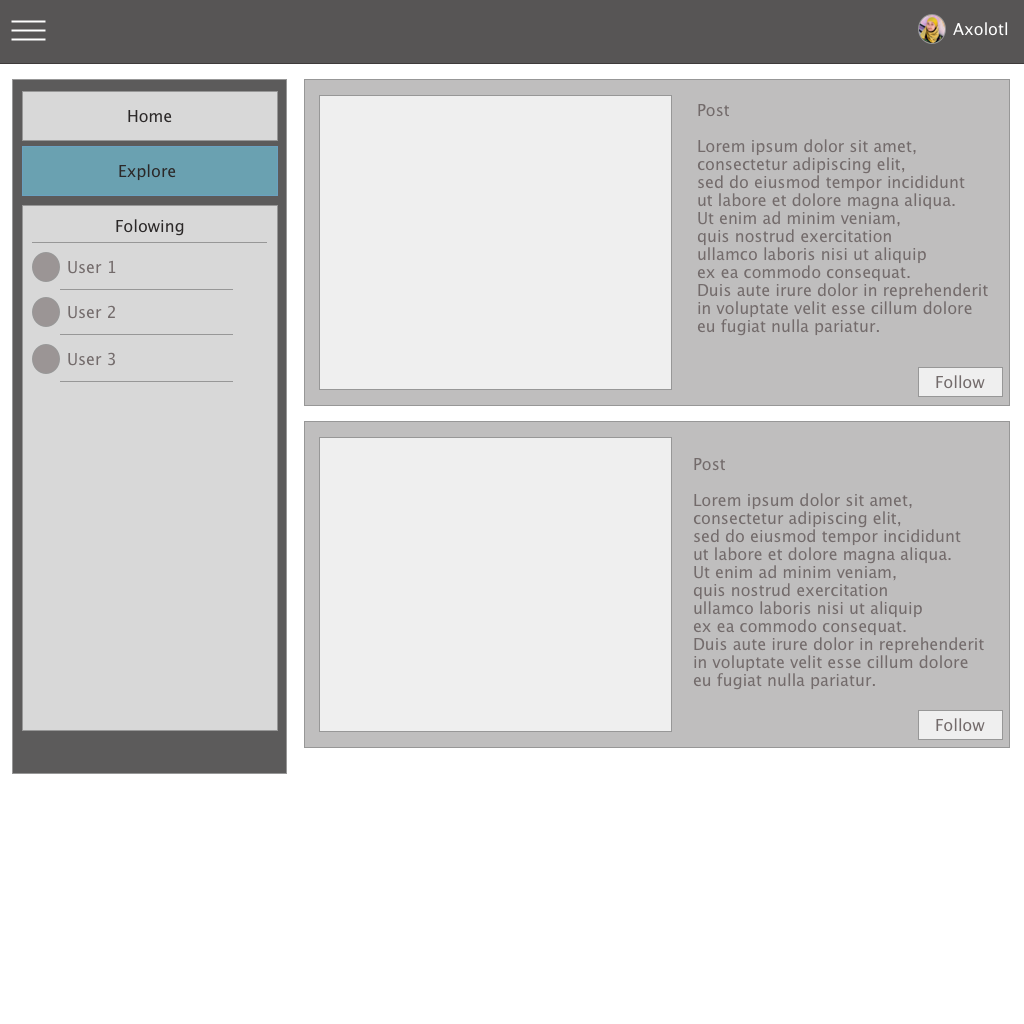 Axolotl
Home
Explore
Folowing
User 1
User 2
User 3
Post
Lorem ipsum dolor sit amet,
consectetur adipiscing elit,
sed do eiusmod tempor incididunt
ut labore et dolore magna aliqua.
Ut enim ad minim veniam,
quis nostrud exercitation
ullamco laboris nisi ut aliquip
ex ea commodo consequat.
Duis aute irure dolor in reprehenderit
in voluptate velit esse cillum dolore
eu fugiat nulla pariatur.
Follow
Post
Lorem ipsum dolor sit amet,
consectetur adipiscing elit,
sed do eiusmod tempor incididunt
ut labore et dolore magna aliqua.
Ut enim ad minim veniam,
quis nostrud exercitation
ullamco laboris nisi ut aliquip
ex ea commodo consequat.
Duis aute irure dolor in reprehenderit
in voluptate velit esse cillum dolore
eu fugiat nulla pariatur.
Follow